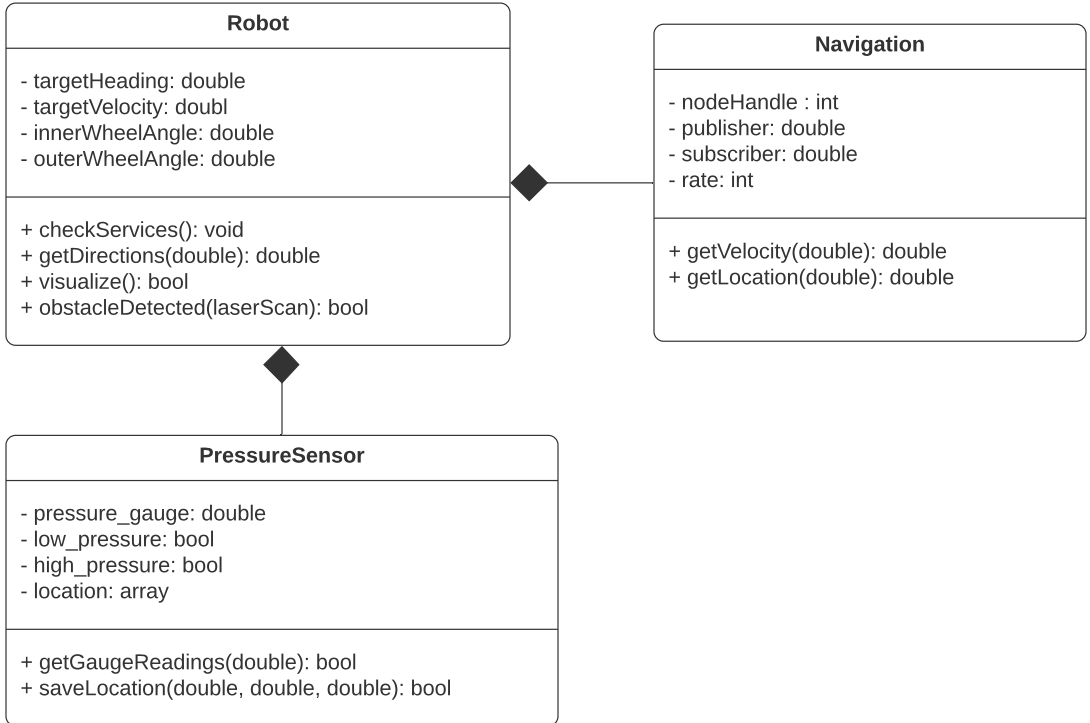 Robot
- targetHeading: double
- targetVelocity: doubl
- innerWheelAngle: double
- outerWheelAngle: double
+ checkServices(): void
+ getDirections(double): double
+ visualize(): bool
+ obstacleDetected(laserScan): bool
Navigation
- nodeHandle : int
- publisher: double
- subscriber: double
- rate: int
+ getVelocity(double): double
+ getLocation(double): double
PressureSensor
- pressure_gauge: double
- low_pressure: bool
- high_pressure: bool
- location: array
+ getGaugeReadings(double): bool
+ saveLocation(double, double, double): bool